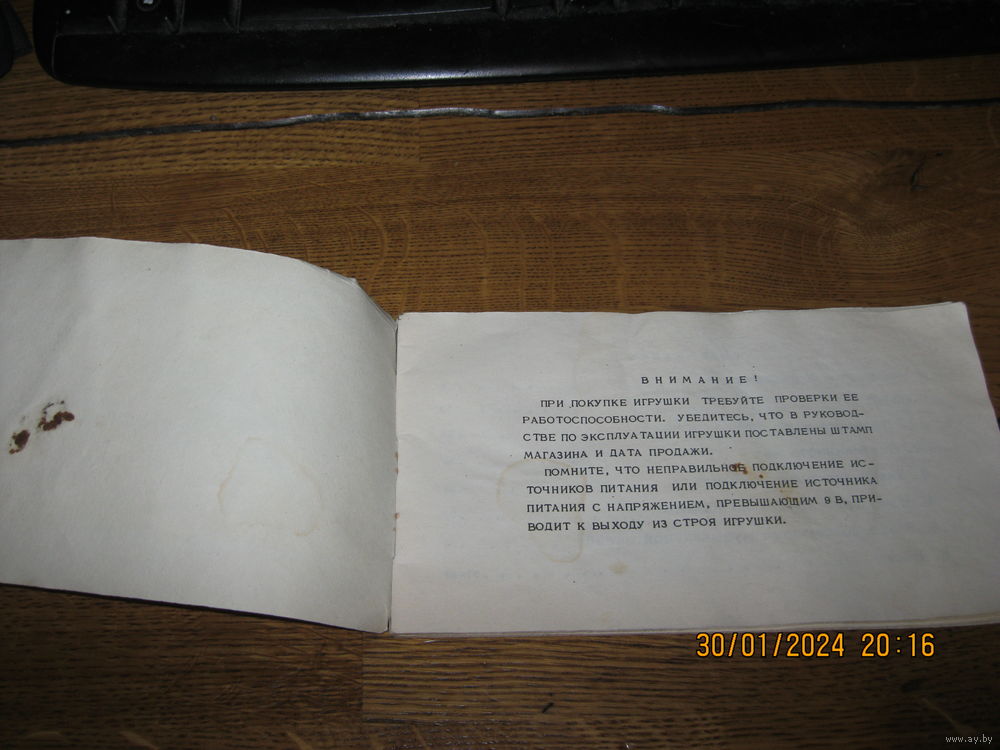 ВНИМАНИЕ!
ПРИ ПОКУПКЕ ИГРУШКИ ТРЕБУЙТЕ ПРОВЕРКИ ЕЕ
РАБОТОСПОСОБНОСТИ. УБЕДИТЕСЬ, ЧТО В РУКОВОД-
СТВЕ ПО ЭКСПЛУАТАЦИИ ИГРУШКИ ПОСТАВЛЕНЫ ШТАМП
МАГАЗИНА И ДАТА ПРОДАЖИ.
ПОМНИТЕ, ЧТО НЕПРАВИЛЬНОЕ ПОДКЛЮЧЕНИЕ ИС-
ТОЧНИКОВ ПИТАНИЯ ИЛИ ПОДКЛЮЧЕНИЕ ИСТОЧНИКА
ПИТАНИЯ С НАПРЯЖЕНИЕМ, ПРЕВЫШАЮЩИМ 9 В, ПРИ-
ВОДИТ К ВЫХОДУ ИЗ СТРОЯ ИГРУШКИ.
30/01/2024 20:16
www.ay.by